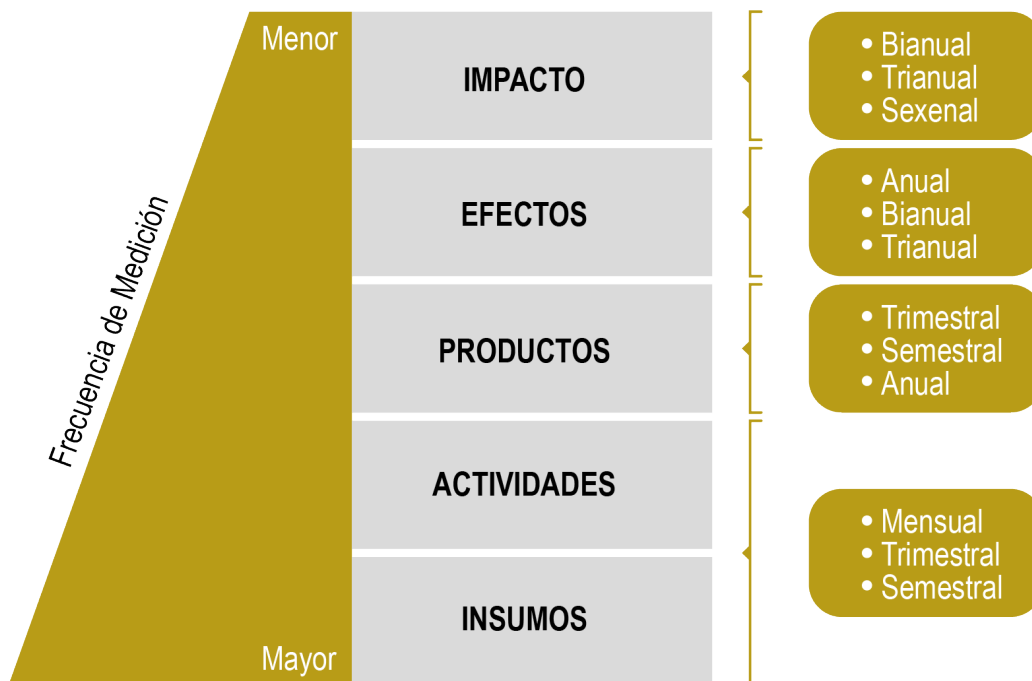 Frecuencia de Medición
Menor
IMPACTO
• Bianual
• Trianual
• Sexenal
EFECTOS
• Anual
• Bianual
• Trianual
PRODUCTOS
• Trimestral
• Semestral
• Anual
ACTIVIDADES
INSUMOS
• Mensual
• Trimestral
• Semestral
Mayor